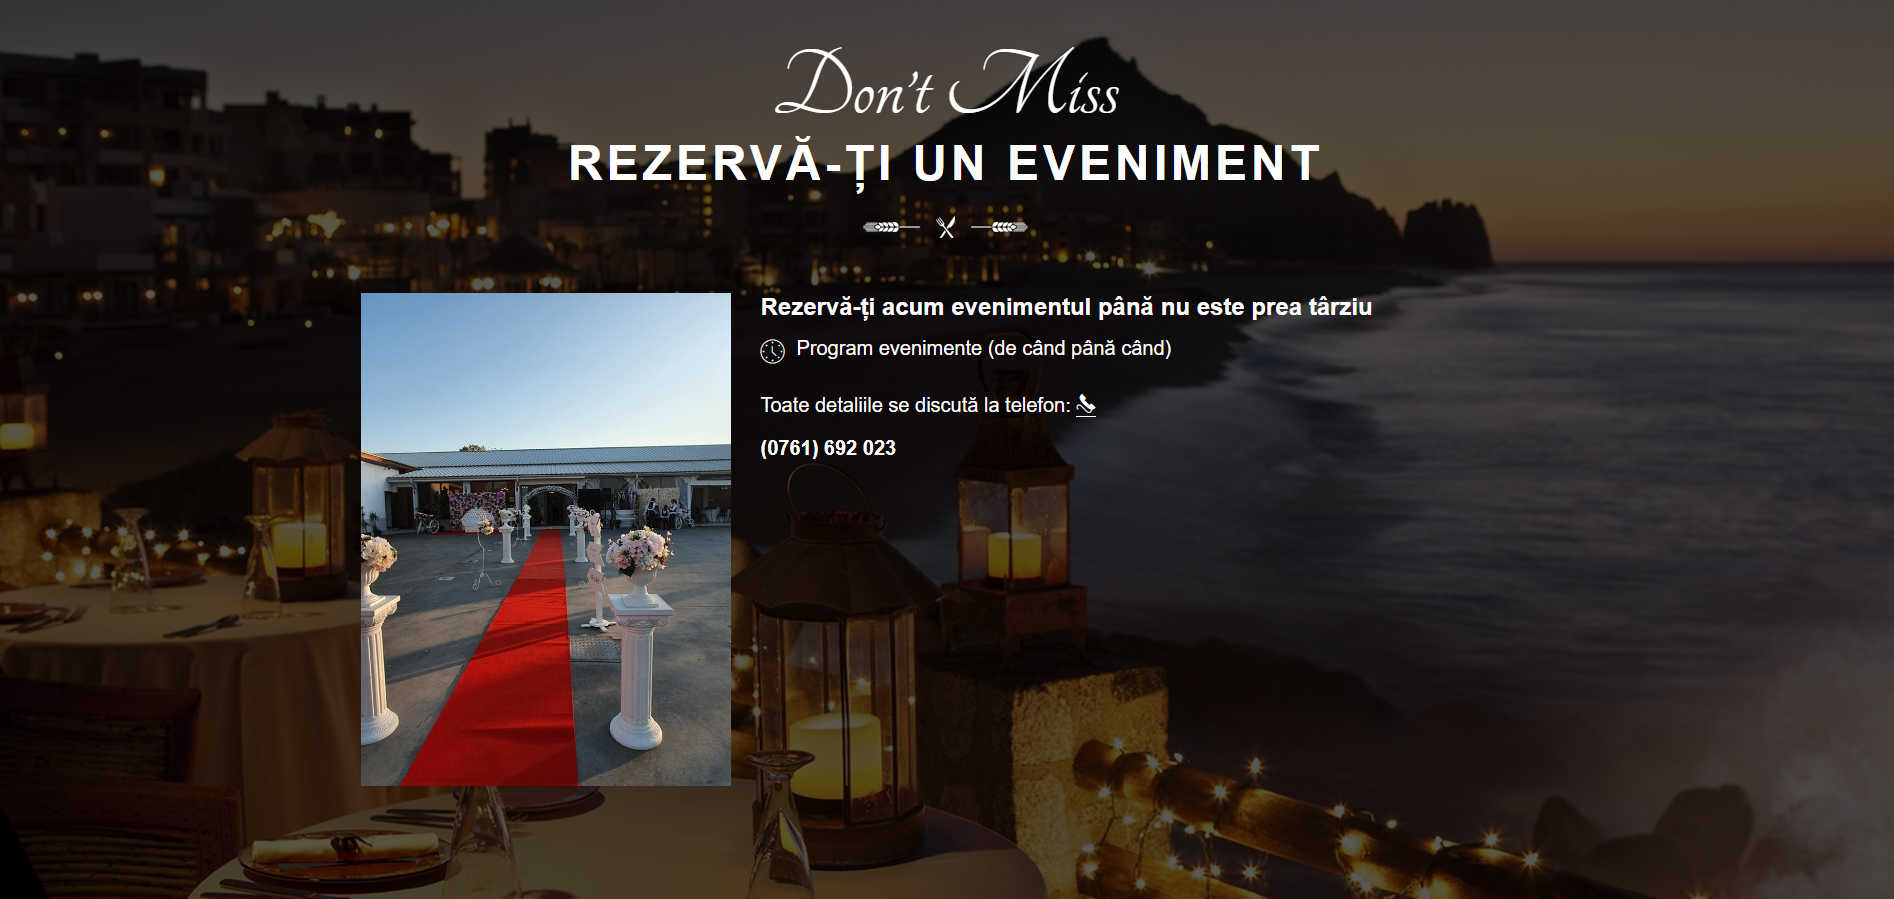 Don't Miss
REZERVĂ-ȚI UN EVENIMENT
Rezervă-ți acum evenimentul până nu este prea târziu
Program evenimente (de când până când)
Toate detaliile se discută la telefon:
(0761) 692 023